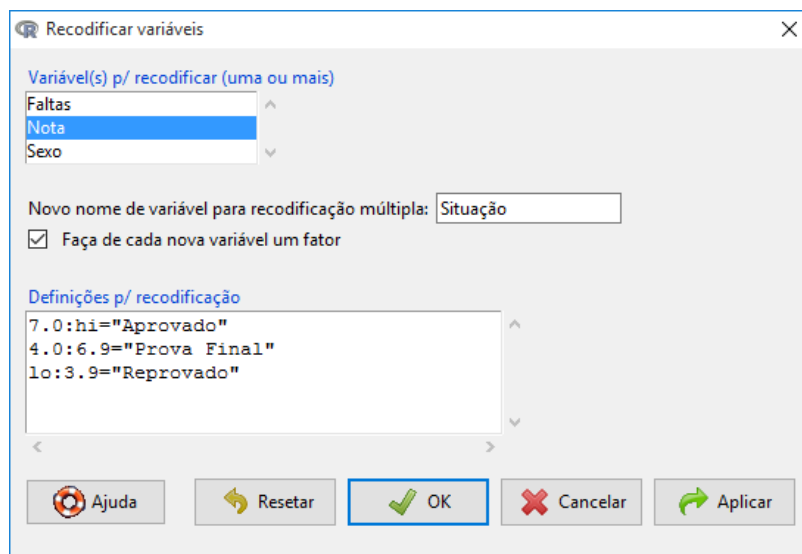 Recodificar variáveis
Variável(s) p/ recodificar (uma ou mais)
Faltas
Nota
Sexo
Novo nome de variável para recodificação múltipla: Situação
Faça de cada nova variável um fator
Definições p/ recodificação
7.0:hi="Aprovado"
4.0:6.9="Prova Final"
lo:3.9="Reprovado"
Ajuda Resetar OK Cancelar Aplicar